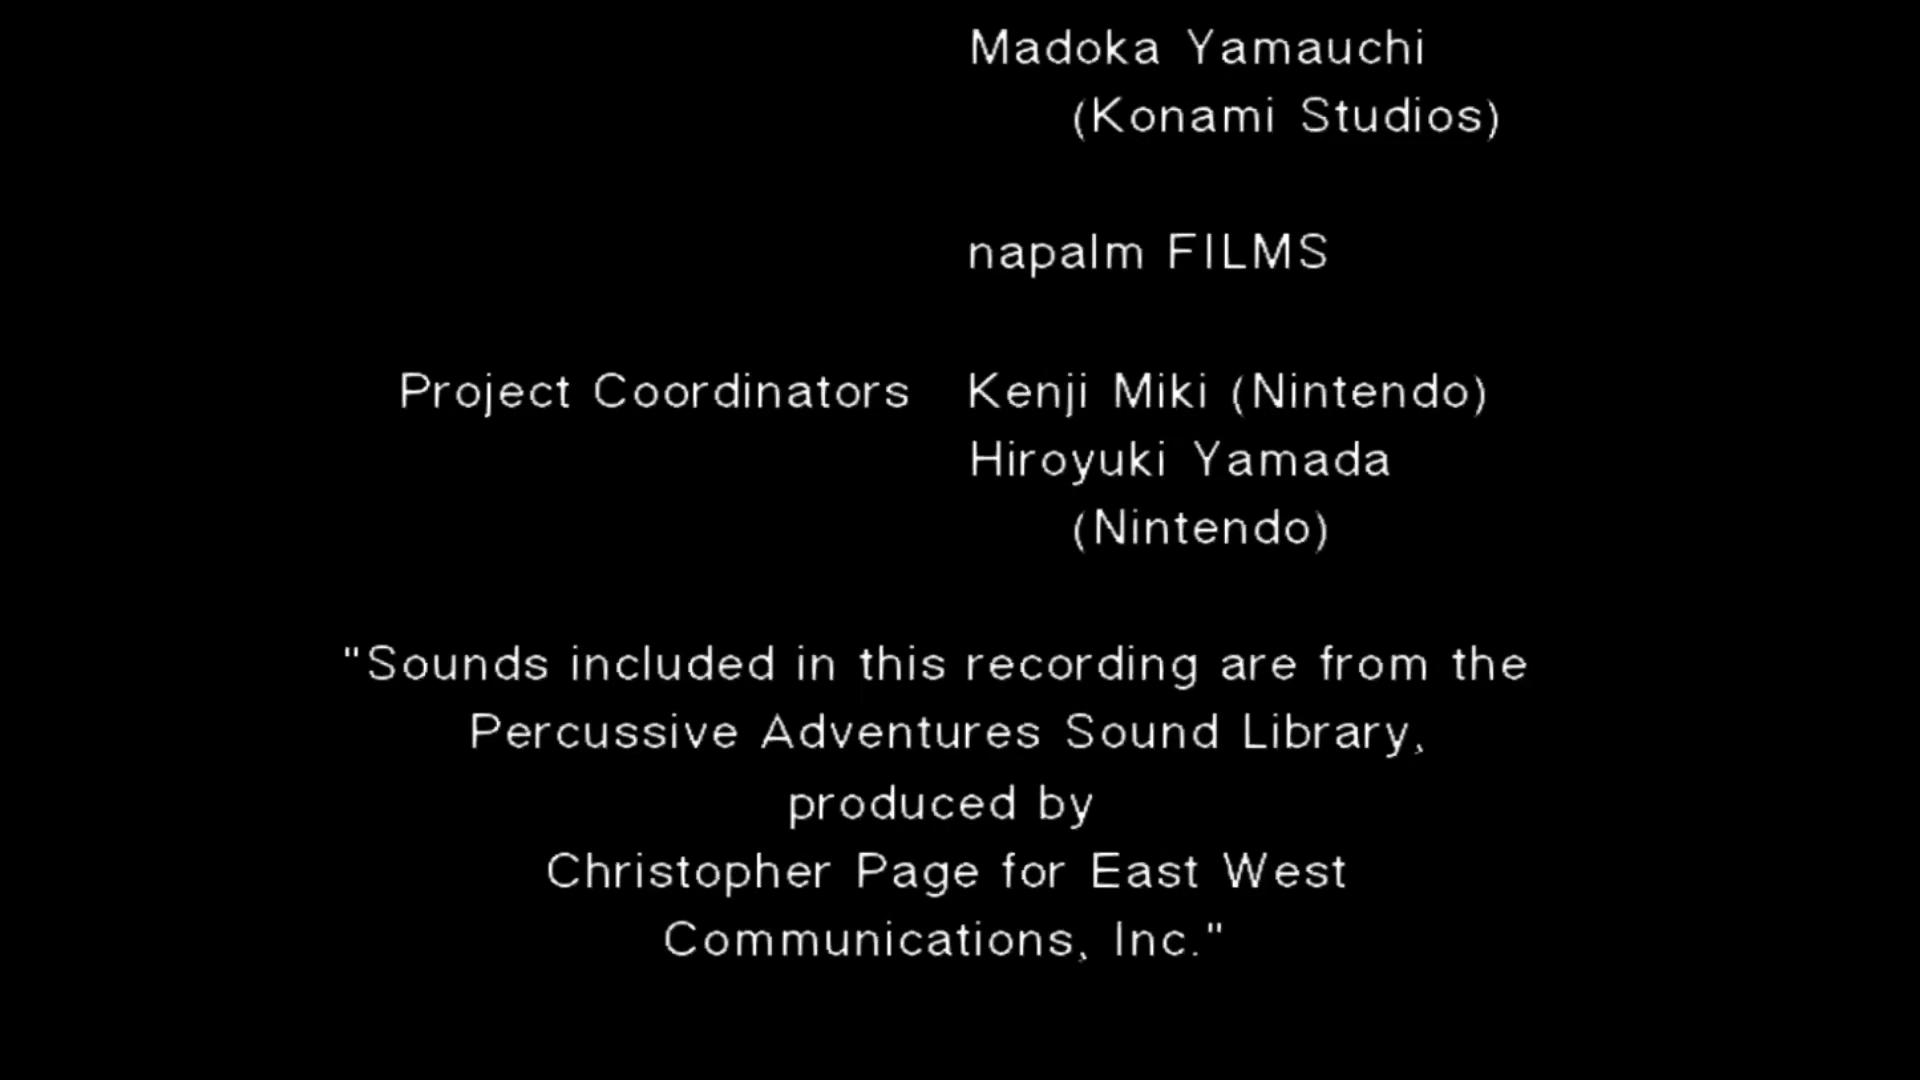 Madoka Yamauchi
(Konami Studios)
napalm FILMS
Project Coordinators Kenji Miki (Nintendo)
Hiroyuki Yamada
(Nintendo)
"Sounds included in this recording are from the
Percussive Adventures Sound Library,
produced by
Christopher Page for East West
Communications, Inc."